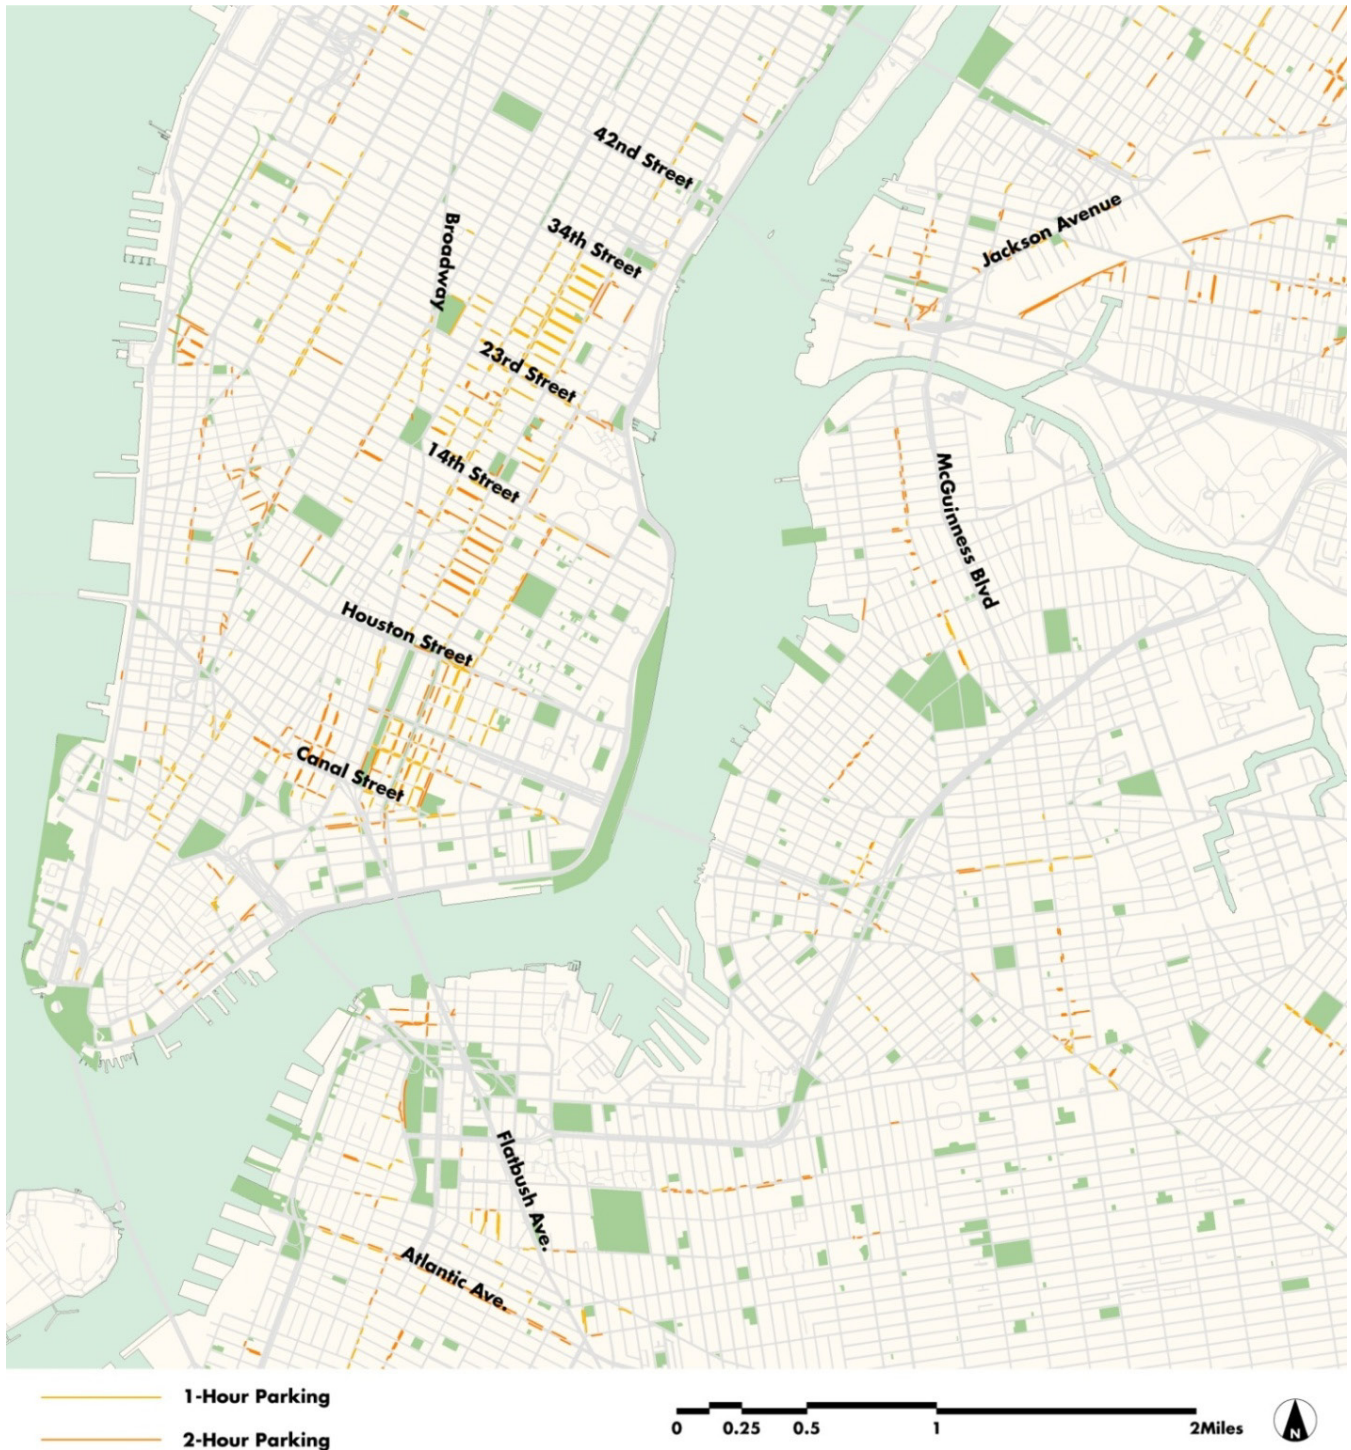 42nd Street
34th Street
Broadway
Jackson Avenue
23rd Street
14th Street
McGuinness Blvd
Houston Street
Canal Street
Flatbush Ave.
Atlantic Ave.
1-Hour Parking
2-Hour Parking
0 0.25 0.5 1 2Miles
N